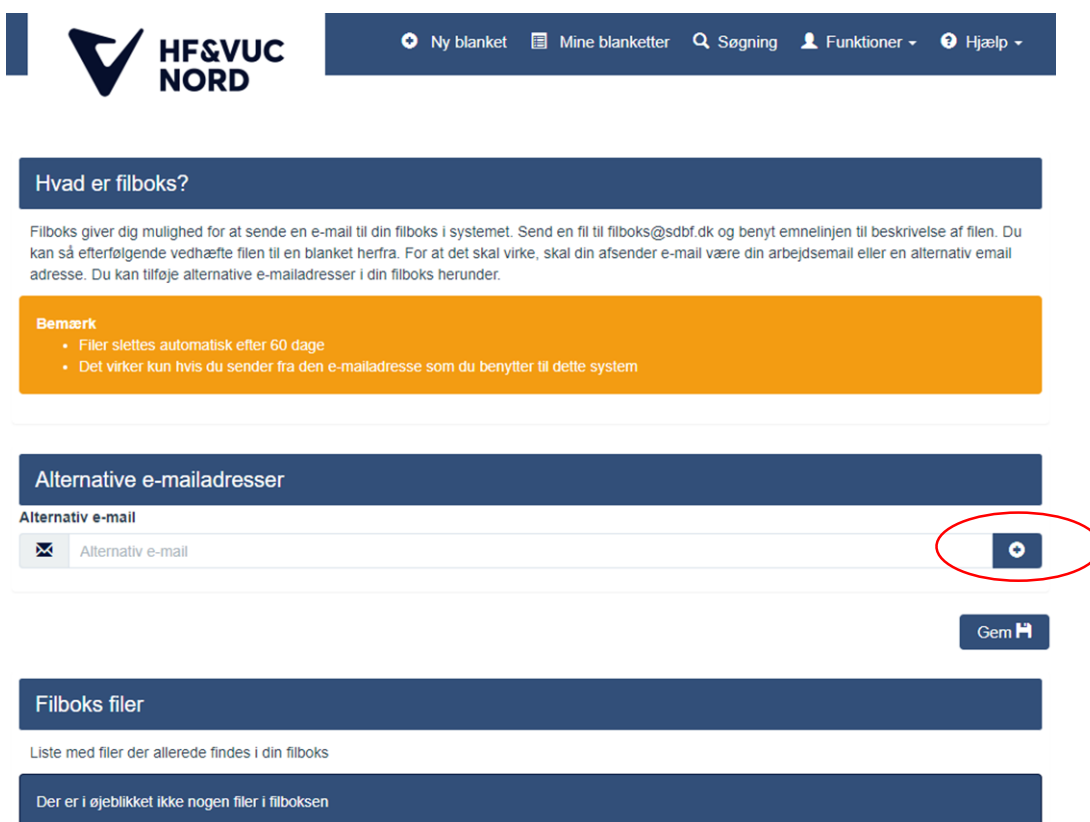 HF&VUC
NORD
Ny blanket Mine blanketter Søgning Funktioner Hjælp
Hvad er filboks?
Filboks giver dig mulighed for at sende en e-mail til din filboks i systemet. Send en fil til filboks@sdbf.dk og benyt emnelinjen til beskrivelse af filen. Du
kan så efterfølgende vedhæfte filen til en blanket herfra. For at det skal virke, skal din afsender e-mail være din arbejdsemail eller en alternativ email
adresse. Du kan tilføje alternative e-mailadresser i din filboks herunder.
Bemærk
• Filer slettes automatisk efter 60 dage
• Det virker kun hvis du sender fra den e-mailadresse som du benytter til dette system
Alternative e-mailadresser
Alternativ e-mail
Alternativ e-mail
Gem
Filboks filer
Liste med filer der allerede findes i din filboks
Der er i øjeblikket ikke nogen filer i filboksen